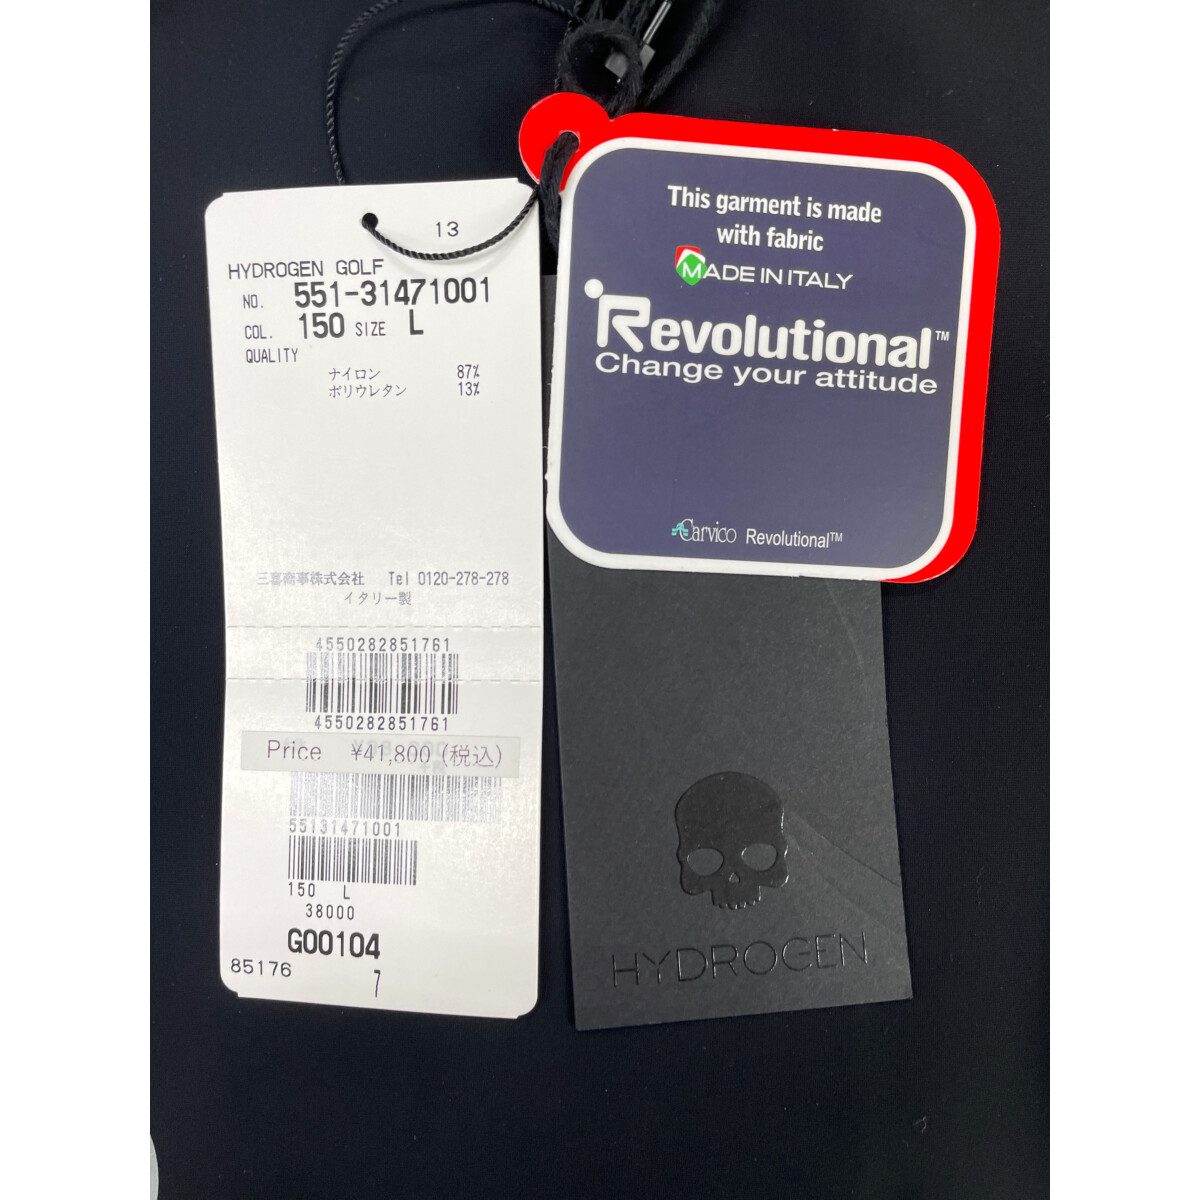 13
HYDROGEN GOLF
NO. 551-31471001
COL. 150 SIZE L
QUALITY
ナイロン 87%
ポリウレタン 13%
三喜商事株式会社 Tel 0120-278-278
イタリー製
4550282851761
4550282851761
Price ¥41,800 (税込)
55131471001
150 L
38000
G00104
85176 7
This garment is made
with fabric
MADE IN ITALY
Revolutional™
Change your attitude
Carvico Revolutional™
HYDROGEN